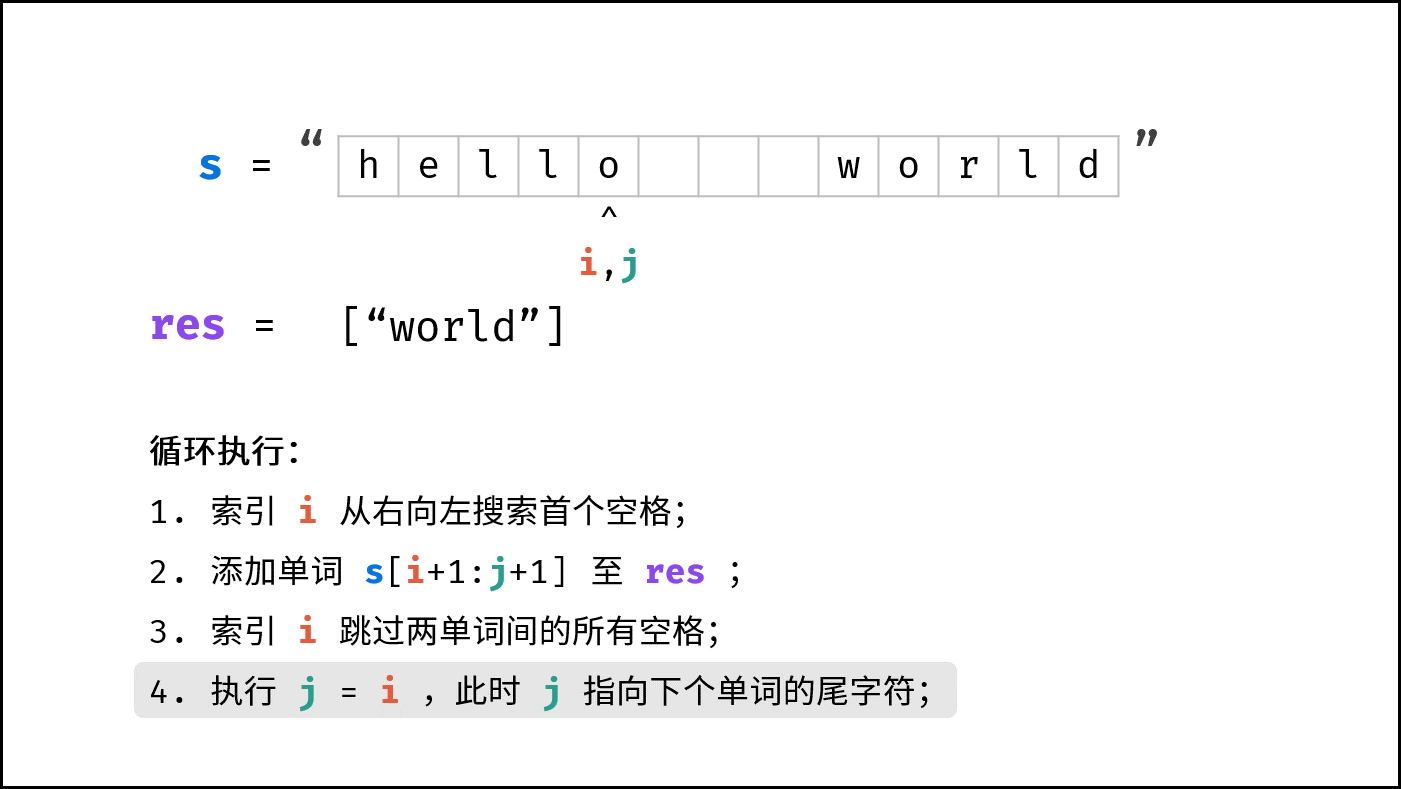 s = “ h e l l o w o r l d ”
^
i,j
res = [“world”]
循环执行：
1. 索引 i 从右向左搜索首个空格；
2. 添加单词 s[i+1:j+1] 至 res ；
3. 索引 i 跳过两单词间的所有空格；
4. 执行 j = i ，此时 j 指向下个单词的尾字符；